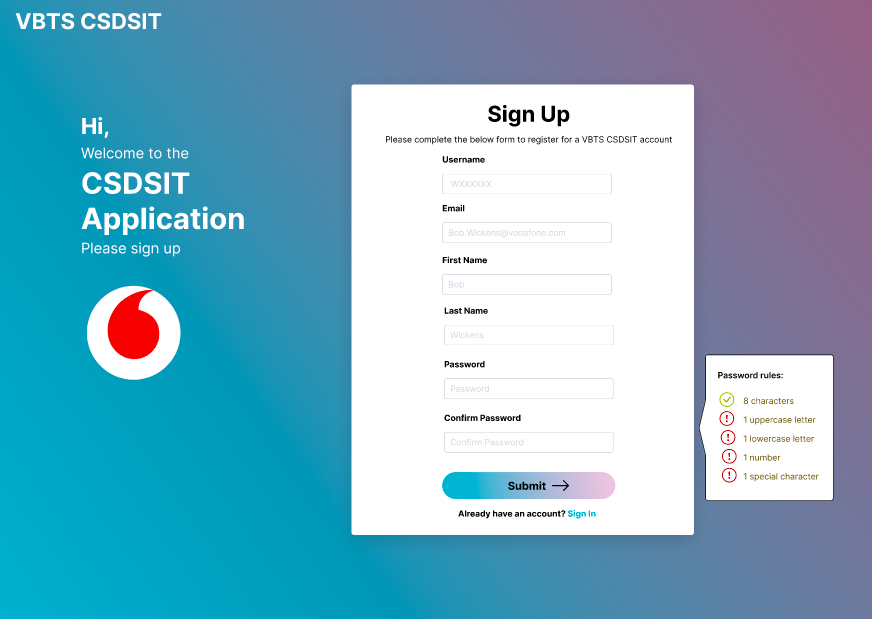 VBTS CSDSIT
Hi,
Welcome to the
CSDSIT
Application
Please sign up
Sign Up
Please complete the below form to register for a VBTS CSDSIT account
Username
WXXXXXX
Email
Bob.Wickens@vodafone.com
First Name
Bob
Last Name
Wickens
Password
Password
Confirm Password
Confirm Password
Submit
Already have an account? Sign In
Password rules:
8 characters
1 uppercase letter
1 lowercase letter
1 number
1 special character